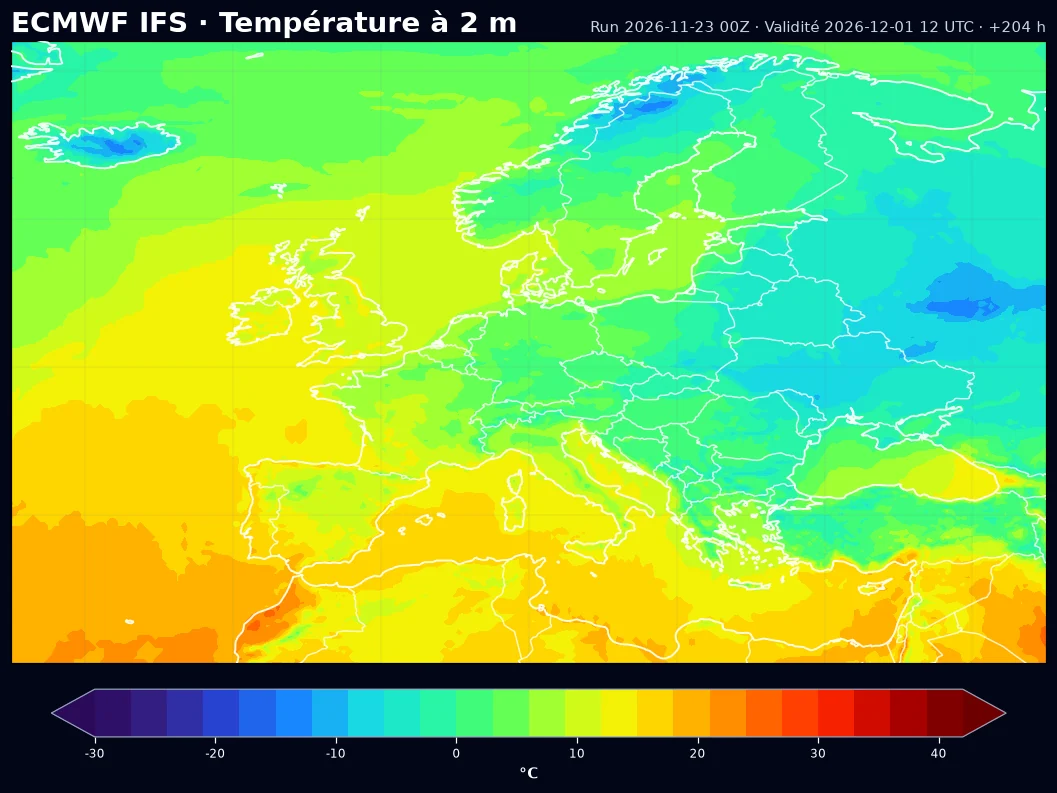 ECMWF IFS · Température à 2 m
Run 2026-11-23 00Z · Validité 2026-12-01 12 UTC · +204 h
-30 -20 -10 0 10 20 30 40
°C